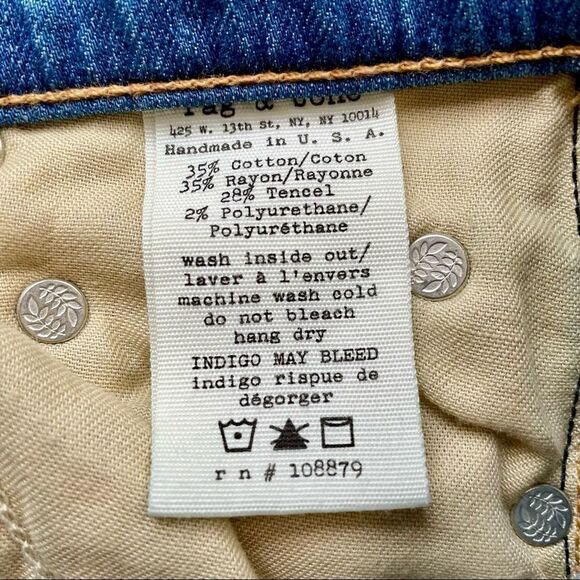 rag & bone
425 W. 13th St, NY, NY 10014
Handmade in U. S. A.
35% Cotton/Coton
35% Rayon/Rayonne
28% Tencel
2% Polyurethane/
Polyuréthane
wash inside out/
laver à l'envers
machine wash cold
do not bleach
hang dry
INDIGO MAY BLEED
indigo rispue de
dégorger
r n # 108879